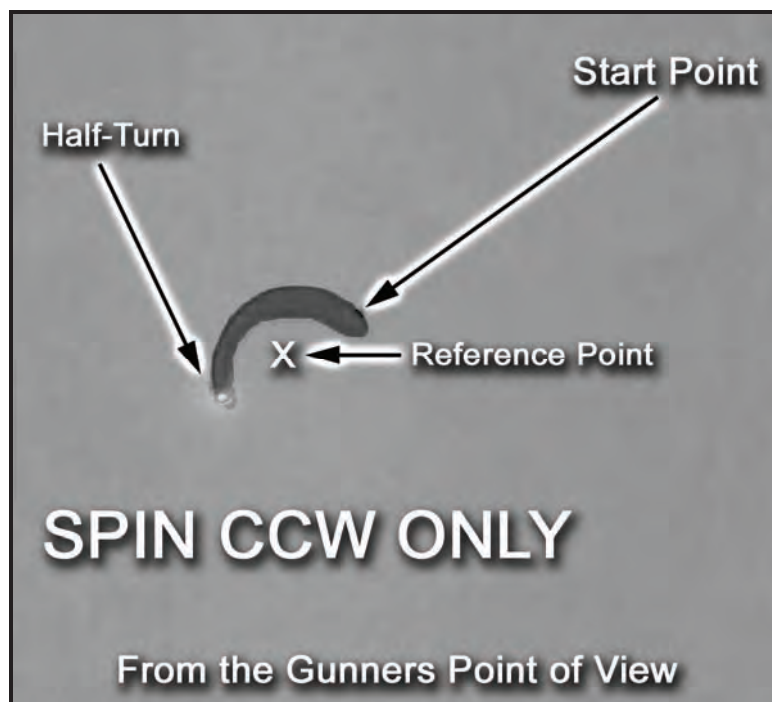 Start Point
Half-Turn
X
Reference Point
SPIN CCW ONLY
From the Gunners Point of View